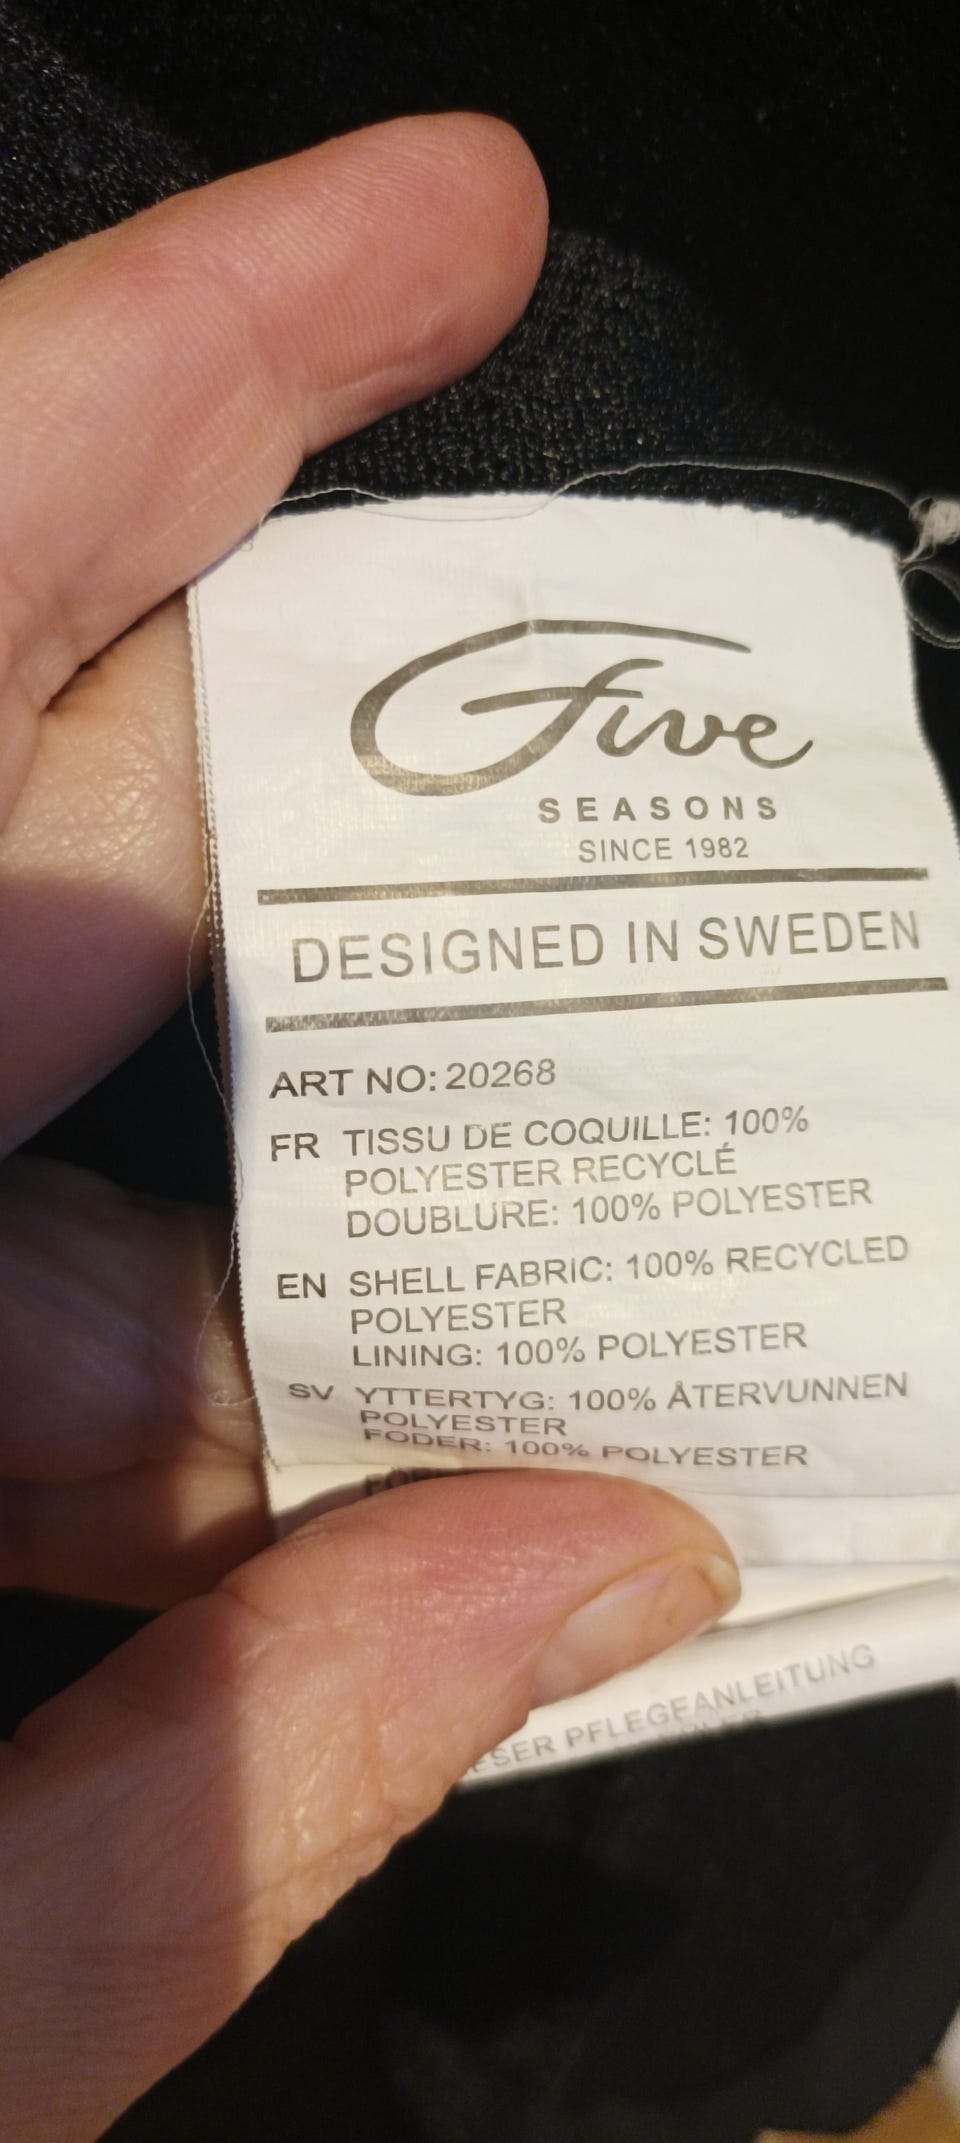 Five
SEASONS
SINCE 1982
DESIGNED IN SWEDEN
ART NO: 20268
FR TISSU DE COQUILLE: 100%
POLYESTER RECYCLÉ
DOUBLURE: 100% POLYESTER
EN SHELL FABRIC: 100% RECYCLED
POLYESTER
LINING: 100% POLYESTER
SV YTTERTYG: 100% ÅTERVUNNEN
POLYESTER
FODER: 100% POLYESTER
PFLEGEANLEITUNG